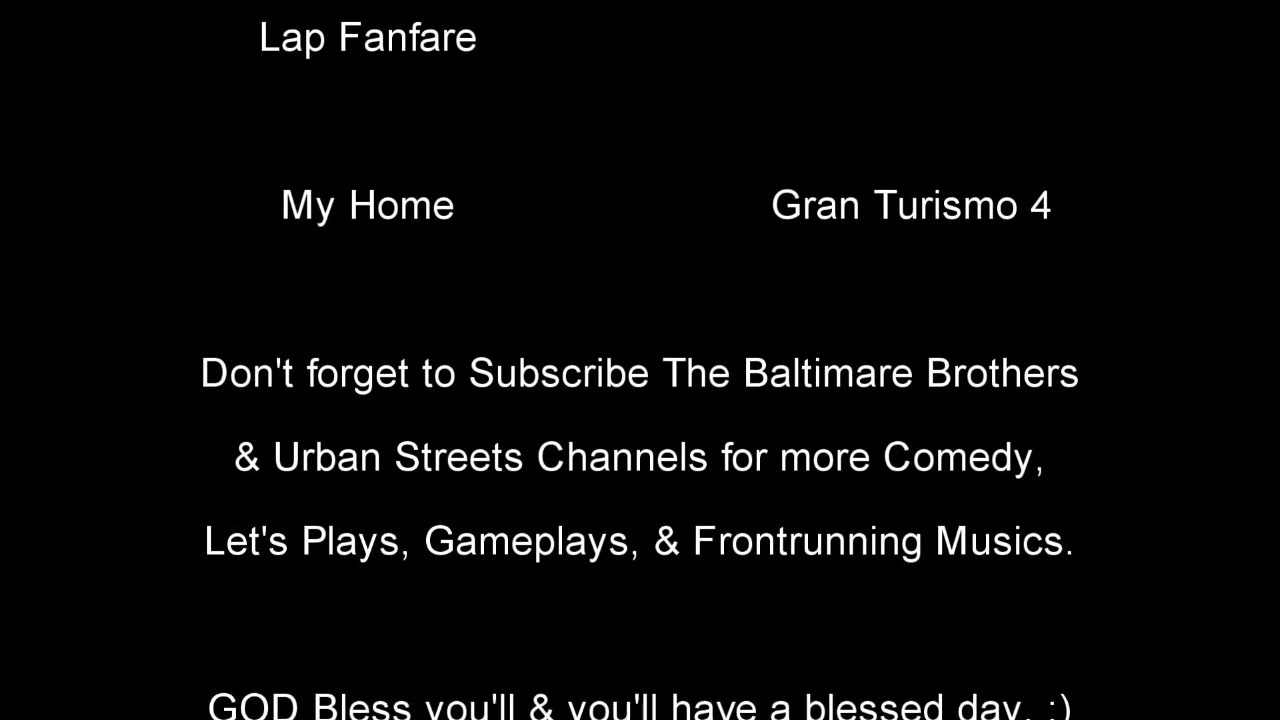 Lap Fanfare
My Home Gran Turismo 4
Don't forget to Subscribe The Baltimare Brothers
& Urban Streets Channels for more Comedy,
Let's Plays, Gameplays, & Frontrunning Musics.
GOD Bless you'll & you'll have a blessed day. :)